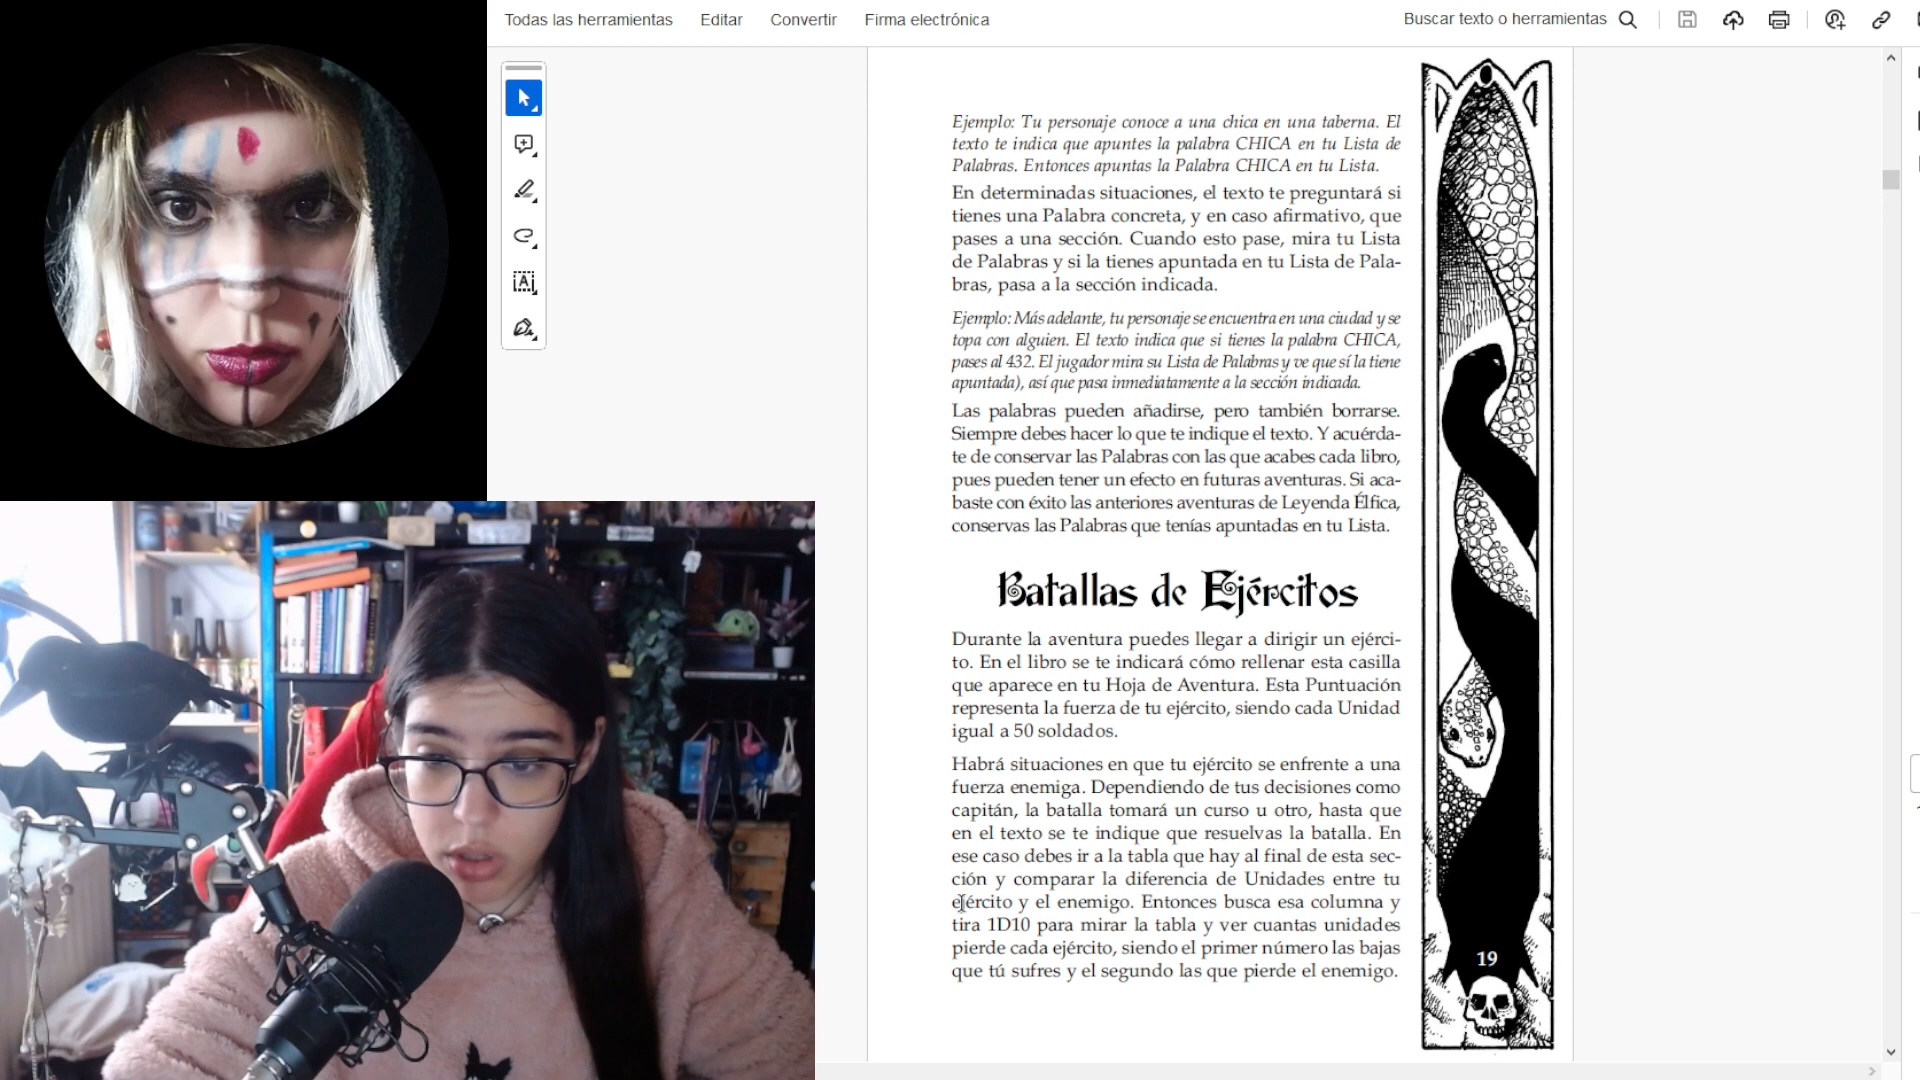 Todas las herramientas Editar Convertir Firma electrónica Buscar texto o herramientas
Ejemplo: Tu personaje conoce a una chica en una taberna. El
texto te indica que apuntes la palabra CHICA en tu Lista de
Palabras. Entonces apuntas la Palabra CHICA en tu Lista.
En determinadas situaciones, el texto te preguntará si
tienes una Palabra concreta, y en caso afirmativo, que
pases a una sección. Cuando esto pase, mira tu Lista
de Palabras y si la tienes apuntada en tu Lista de Pala-
bras, pasa a la sección indicada.
Ejemplo: Más adelante, tu personaje se encuentra en una ciudad y se
topa con alguien. El texto indica que si tienes la palabra CHICA,
pases al 432. El jugador mira su Lista de Palabras y ve que sí la tiene
apuntada), así que pasa inmediatamente a la sección indicada.
Las palabras pueden añadirse, pero también borrarse.
Siempre debes hacer lo que te indique el texto. Y acuérda-
te de conservar las Palabras con las que acabes cada libro,
pues pueden tener un efecto en futuras aventuras. Si aca-
baste con éxito las anteriores aventuras de Leyenda Élfica,
conservas las Palabras que tenías apuntadas en tu Lista.
Batallas de Ejércitos
Durante la aventura puedes llegar a dirigir un ejérci-
to. En el libro se te indicará cómo rellenar esta casilla
que aparece en tu Hoja de Aventura. Esta Puntuación
representa la fuerza de tu ejército, siendo cada Unidad
igual a 50 soldados.
Habrá situaciones en que tu ejército se enfrente a una
fuerza enemiga. Dependiendo de tus decisiones como
capitán, la batalla tomará un curso u otro, hasta que
en el texto se te indique que resuelvas la batalla. En
ese caso debes ir a la tabla que hay al final de esta sec-
ción y comparar la diferencia de Unidades entre tu
ejército y el enemigo. Entonces busca esa columna y
tira 1D10 para mirar la tabla y ver cuantas unidades
pierde cada ejército, siendo el primer número las bajas
que tú sufres y el segundo las que pierde el enemigo.
19